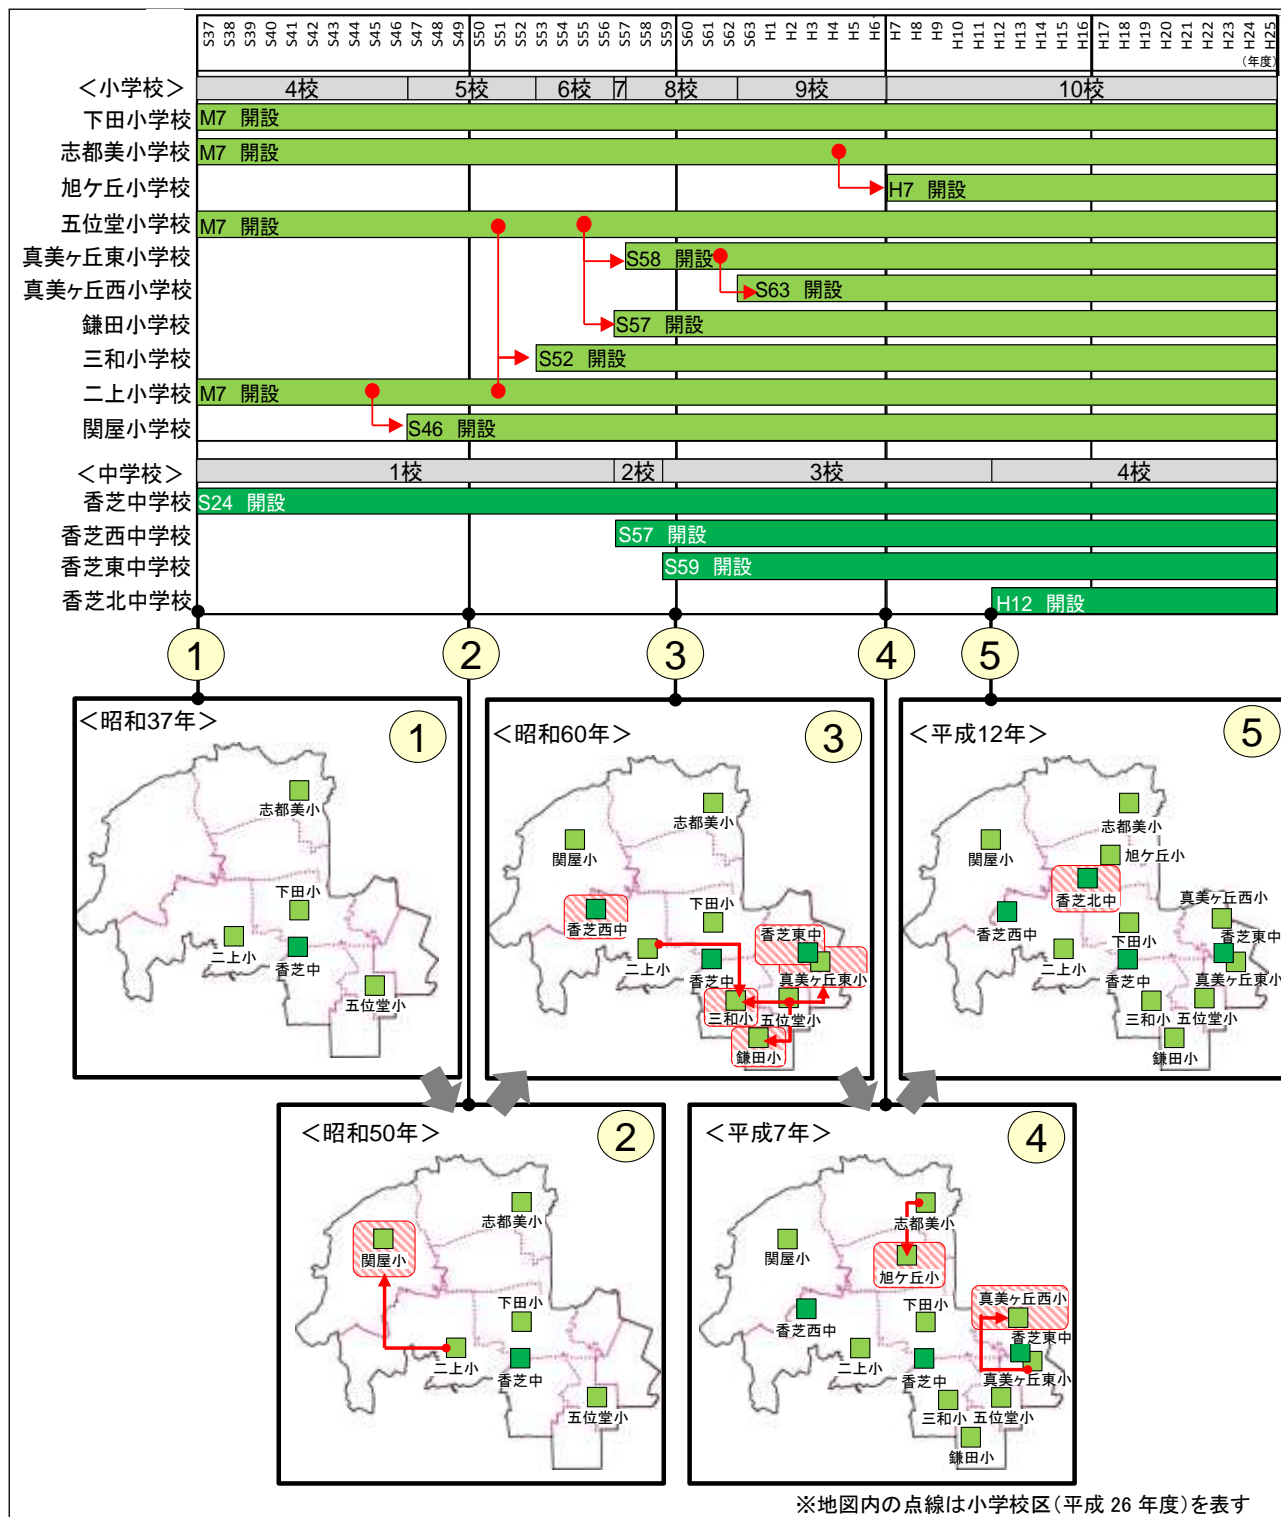 S37 S38 S39 S40 S41 S42 S43 S44 S45 S46 S47 S48 S49 S50 S51 S52 S53 S54 S55 S56 S57 S58 S59 S60 S61 S62 S63 H1 H2 H3 H4 H5 H6 H7 H8 H9 H10 H11 H12 H13 H14 H15 H16 H17 H18 H19 H20 H21 H22 H23 H24 H25
(年度)
<小学校> 4校 5校 6校 7 8校 9校 10校
下田小学校 M7 開設
志都美小学校 M7 開設
旭ケ丘小学校 H7 開設
五位堂小学校 M7 開設
真美ヶ丘東小学校 S58 開設
真美ヶ丘西小学校 S63 開設
鎌田小学校 S57 開設
三和小学校 S52 開設
二上小学校 M7 開設
関屋小学校 S46 開設
<中学校> 1校 2校 3校 4校
香芝中学校 S24 開設
香芝西中学校 S57 開設
香芝東中学校 S59 開設
香芝北中学校 H12 開設
1 2 3 4 5
<昭和37年> 1
志都美小
下田小
二上小
香芝中
五位堂小
<昭和60年> 3
志都美小
関屋小
下田小
香芝西中
香芝東中
二上小
香芝中
真美ヶ丘東小
三和小
五位堂小
鎌田小
<平成12年> 5
志都美小
関屋小
旭ケ丘小
香芝北中
真美ヶ丘西小
香芝西中
下田小
香芝東中
二上小
香芝中
真美ヶ丘東小
三和小
五位堂小
鎌田小
<昭和50年> 2
志都美小
関屋小
下田小
二上小
香芝中
五位堂小
<平成7年> 4
志都美小
関屋小
旭ケ丘小
真美ヶ丘西小
下田小
香芝西中
香芝東中
二上小
香芝中
真美ヶ丘東小
三和小
五位堂小
鎌田小
※地図内の点線は小学校区(平成 26 年度)を表す